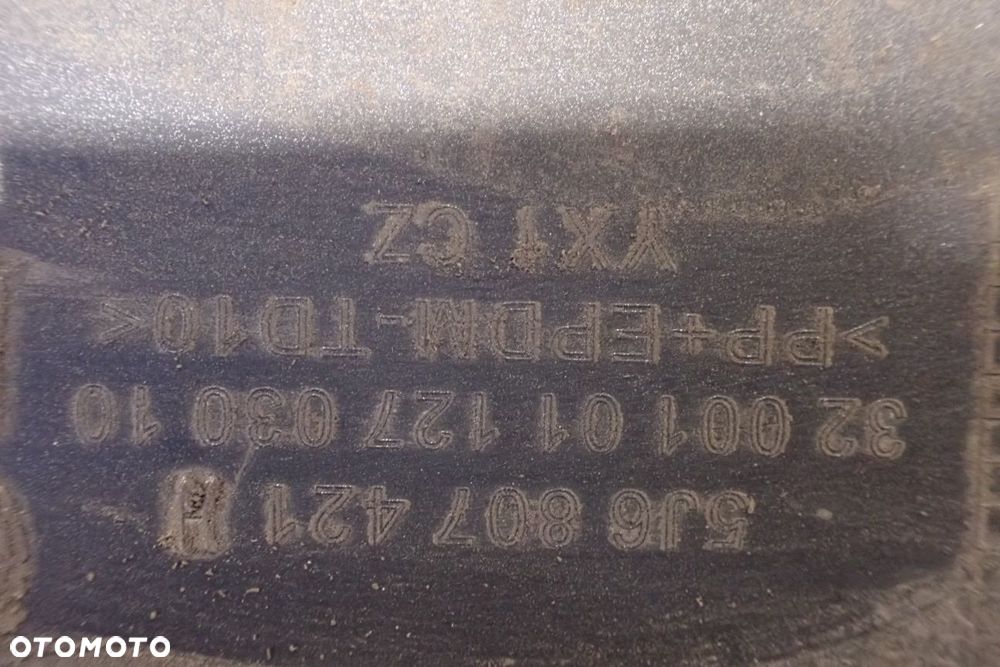 5J6 807 421
32 001 01 127 030 10
>PP+EPDM-TD10<
YX1 CZ
OTOMOTO